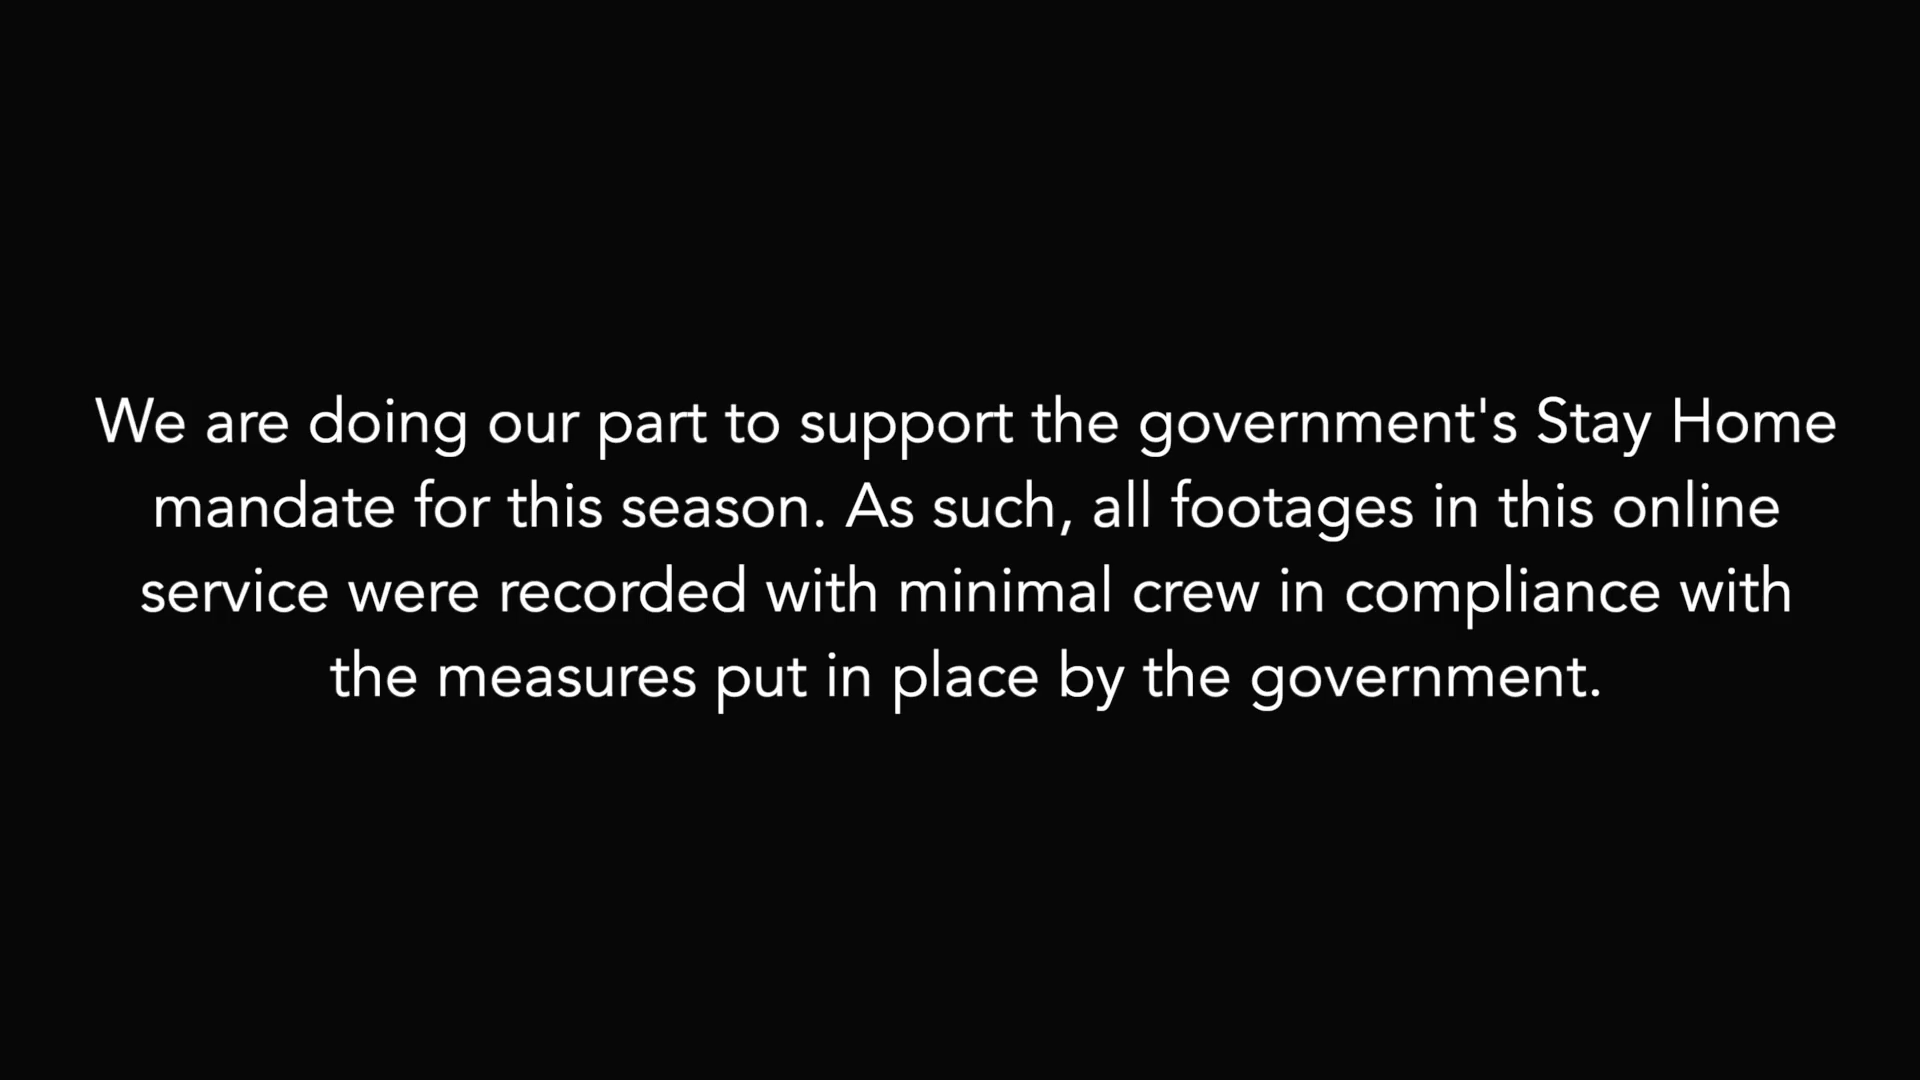 We are doing our part to support the government's Stay Home
mandate for this season. As such, all footages in this online
service were recorded with minimal crew in compliance with
the measures put in place by the government.